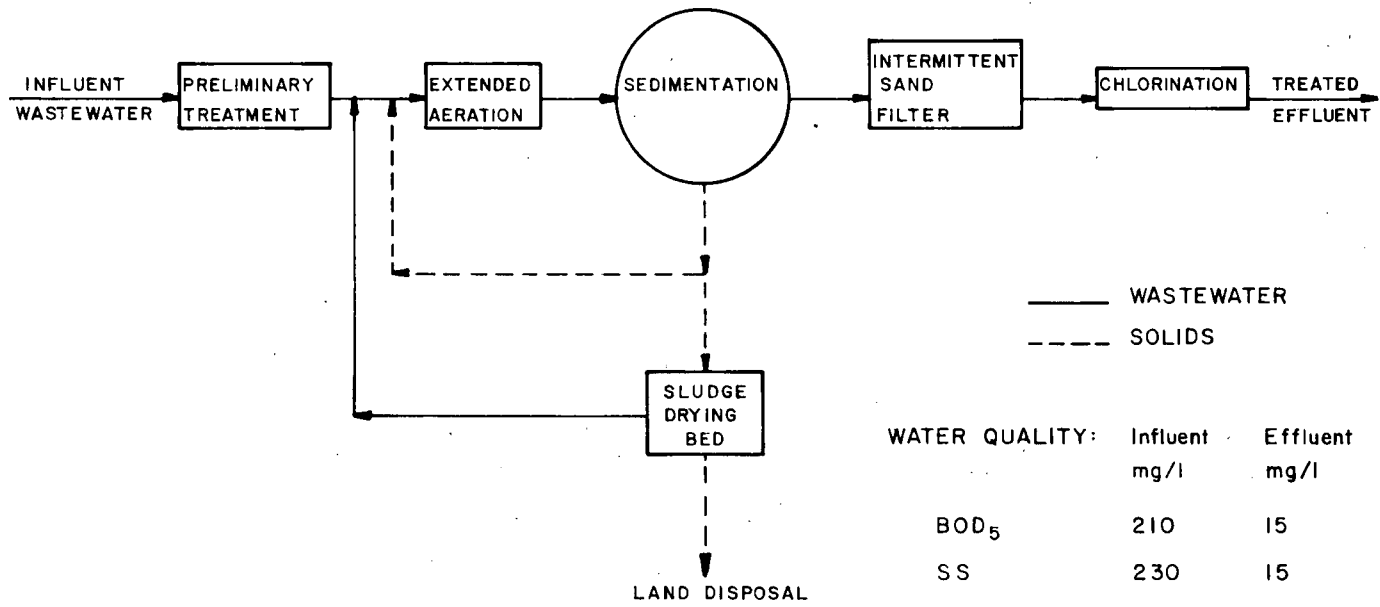 INFLUENT
WASTEWATER
PRELIMINARY
TREATMENT
EXTENDED
AERATION
SEDIMENTATION
INTERMITTENT
SAND
FILTER
CHLORINATION
TREATED
EFFLUENT
WASTEWATER
SOLIDS
SLUDGE
DRYING
BED
LAND DISPOSAL
WATER QUALITY: Influent Effluent
mg/l mg/l
BOD5 210 15
SS 230 15